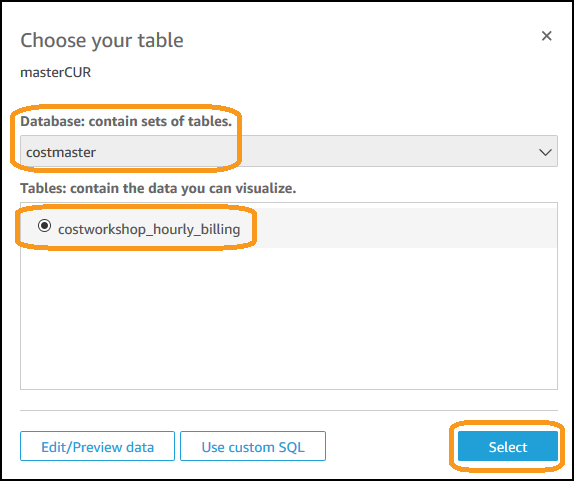 Choose your table
masterCUR
Database: contain sets of tables.
costmaster
Tables: contain the data you can visualize.
costworkshop_hourly_billing
Edit/Preview data
Use custom SQL
Select